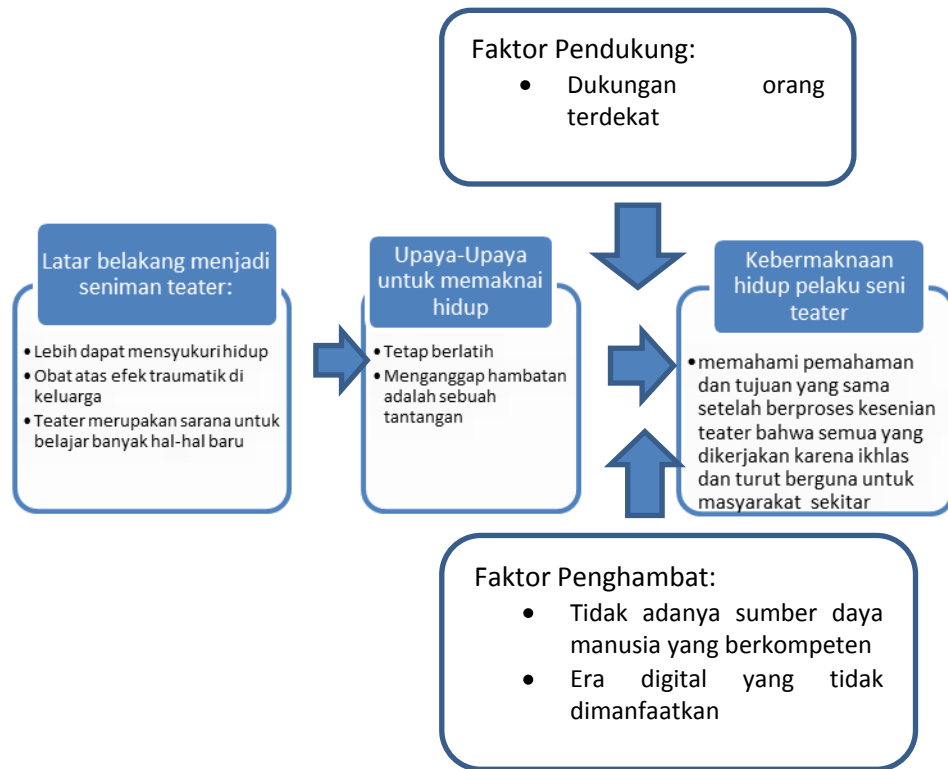 Faktor Pendukung:
• Dukungan orang
terdekat
Latar belakang menjadi
seniman teater:
• Lebih dapat mensyukuri hidup
• Obat atas efek traumatik di
keluarga
• Teater merupakan sarana untuk
belajar banyak hal-hal baru
Upaya-Upaya
untuk memaknai
hidup
• Tetap berlatih
• Menganggap hambatan
adalah sebuah
tantangan
Kebermaknaan
hidup pelaku seni
teater
• memahami pemahaman
dan tujuan yang sama
setelah berproses kesenian
teater bahwa semua yang
dikerjakan karena ikhlas
dan turut berguna untuk
masyarakat sekitar
Faktor Penghambat:
• Tidak adanya sumber daya
manusia yang berkompeten
• Era digital yang tidak
dimanfaatkan